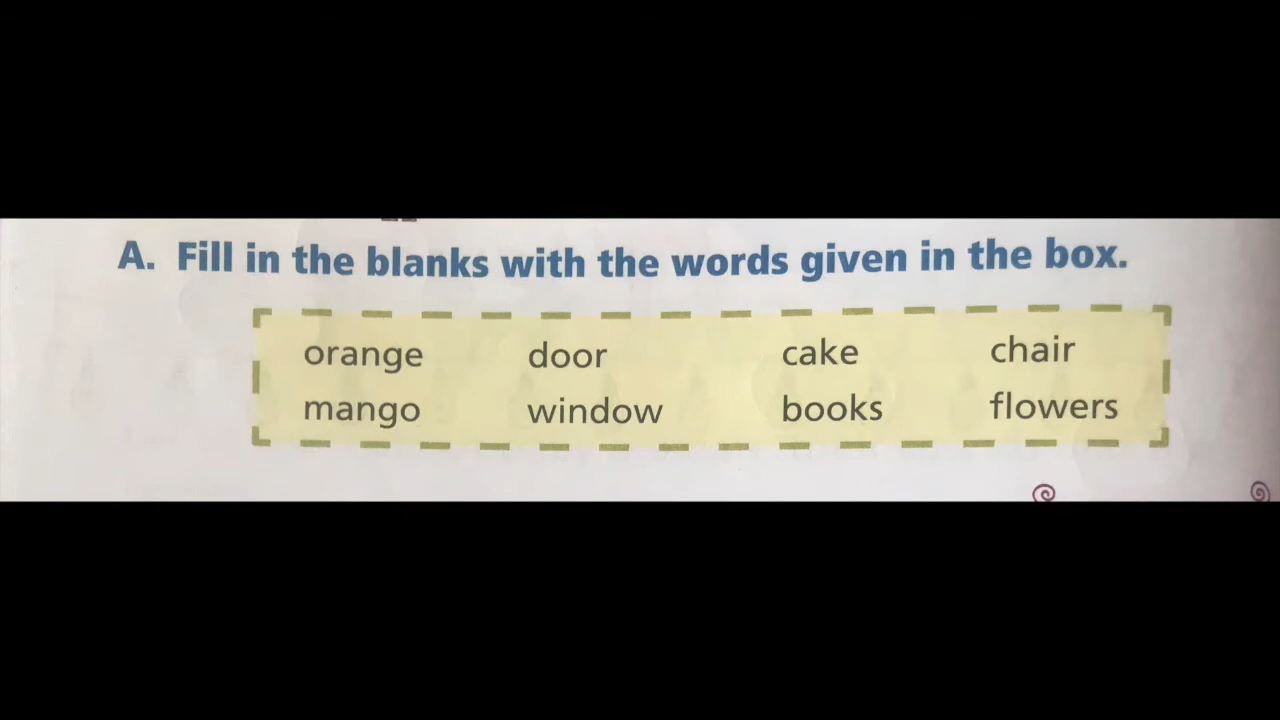 A. Fill in the blanks with the words given in the box.
orange door cake chair
mango window books flowers